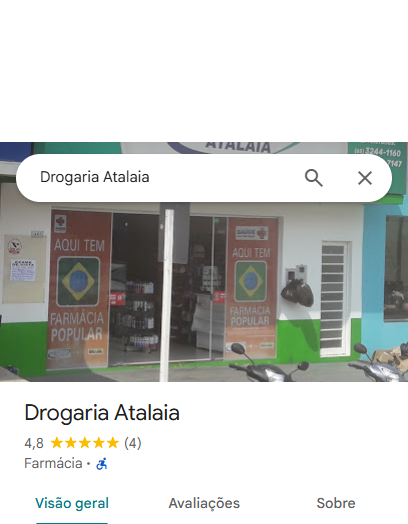 ATALAIA
3244-1160
7147
Drogaria Atalaia
AQUI TEM
FARMÁCIA
POPULAR
AQUI TEM
FARMÁCIA
POPULAR
Drogaria Atalaia
4,8 (4)
Farmácia ·
Visão geral
Avaliações
Sobre